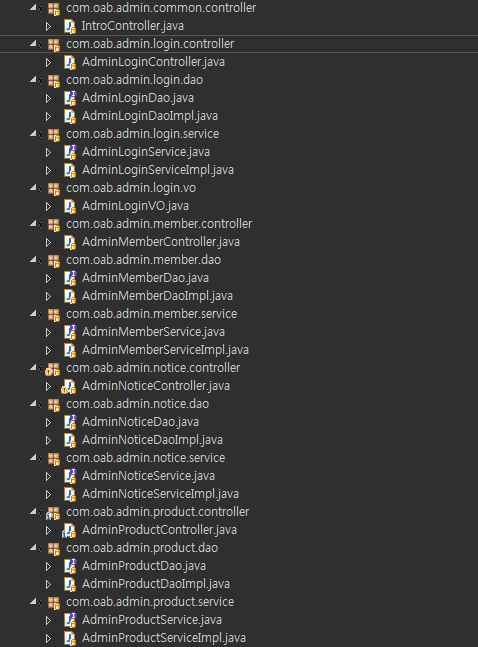 com.oab.admin.common.controller
IntroController.java
com.oab.admin.login.controller
AdminLoginController.java
com.oab.admin.login.dao
AdminLoginDao.java
AdminLoginDaoImpl.java
com.oab.admin.login.service
AdminLoginService.java
AdminLoginServiceImpl.java
com.oab.admin.login.vo
AdminLoginVO.java
com.oab.admin.member.controller
AdminMemberController.java
com.oab.admin.member.dao
AdminMemberDao.java
AdminMemberDaoImpl.java
com.oab.admin.member.service
AdminMemberService.java
AdminMemberServiceImpl.java
com.oab.admin.notice.controller
AdminNoticeController.java
com.oab.admin.notice.dao
AdminNoticeDao.java
AdminNoticeDaoImpl.java
com.oab.admin.notice.service
AdminNoticeService.java
AdminNoticeServiceImpl.java
com.oab.admin.product.controller
AdminProductController.java
com.oab.admin.product.dao
AdminProductDao.java
AdminProductDaoImpl.java
com.oab.admin.product.service
AdminProductService.java
AdminProductServiceImpl.java